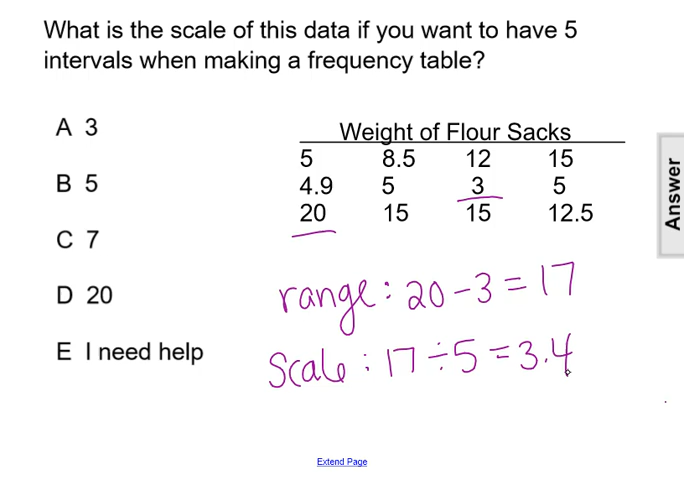 What is the scale of this data if you want to have 5
intervals when making a frequency table?
A 3
B 5
C 7
D 20
E I need help
Weight of Flour Sacks
5 8.5 12 15
4.9 5 3 5
20 15 15 12.5
range: 20 - 3 = 17
Scale: 17 ÷ 5 = 3.4
Answer
Extend Page